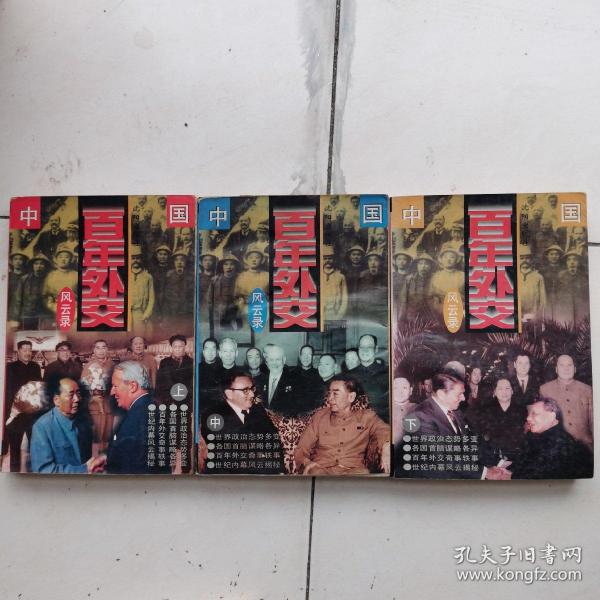 中国
百年外交
风云录
上
●世界政治态势多变
●各国首脑谋略各异
●百年外交奇事轶事
●世纪内幕风云揭秘
中国
百年外交
风云录
中
●世界政治态势多变
●各国首脑谋略各异
●百年外交奇事轶事
●世纪内幕风云揭秘
中国
百年外交
风云录
下
●世界政治态势多变
●各国首脑谋略各异
●百年外交奇事轶事
●世纪内幕风云揭秘
孔夫子旧书网
www.kongfz.com